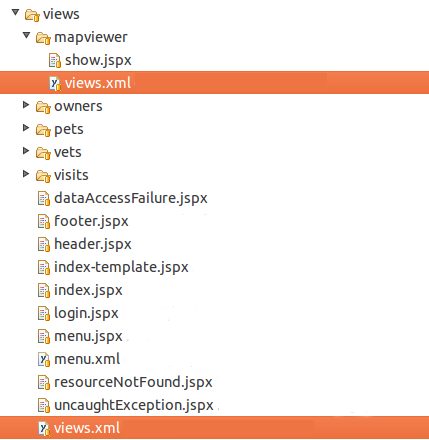 views
mapviewer
show.jspx
views.xml
owners
pets
vets
visits
dataAccessFailure.jspx
footer.jspx
header.jspx
index-template.jspx
index.jspx
login.jspx
menu.jspx
menu.xml
resourceNotFound.jspx
uncaughtException.jspx
views.xml